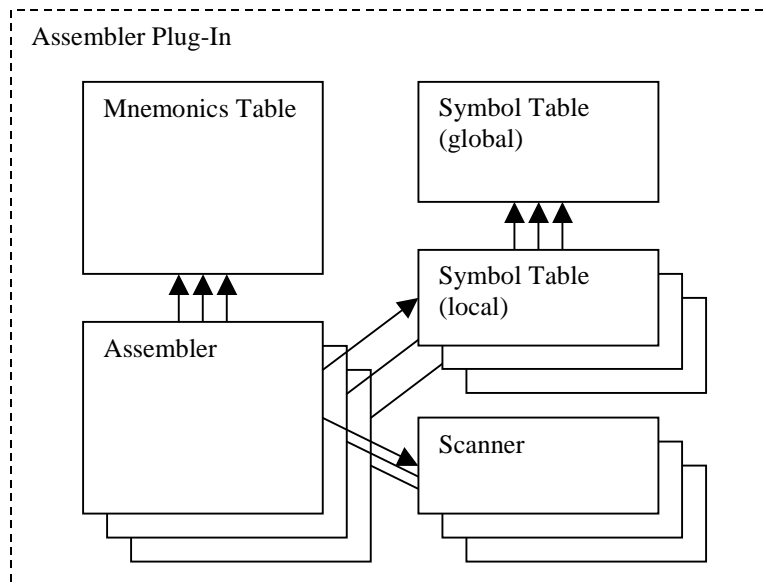 Assembler Plug-In
Mnemonics Table
Symbol Table
(global)
Symbol Table
(local)
Assembler
Scanner